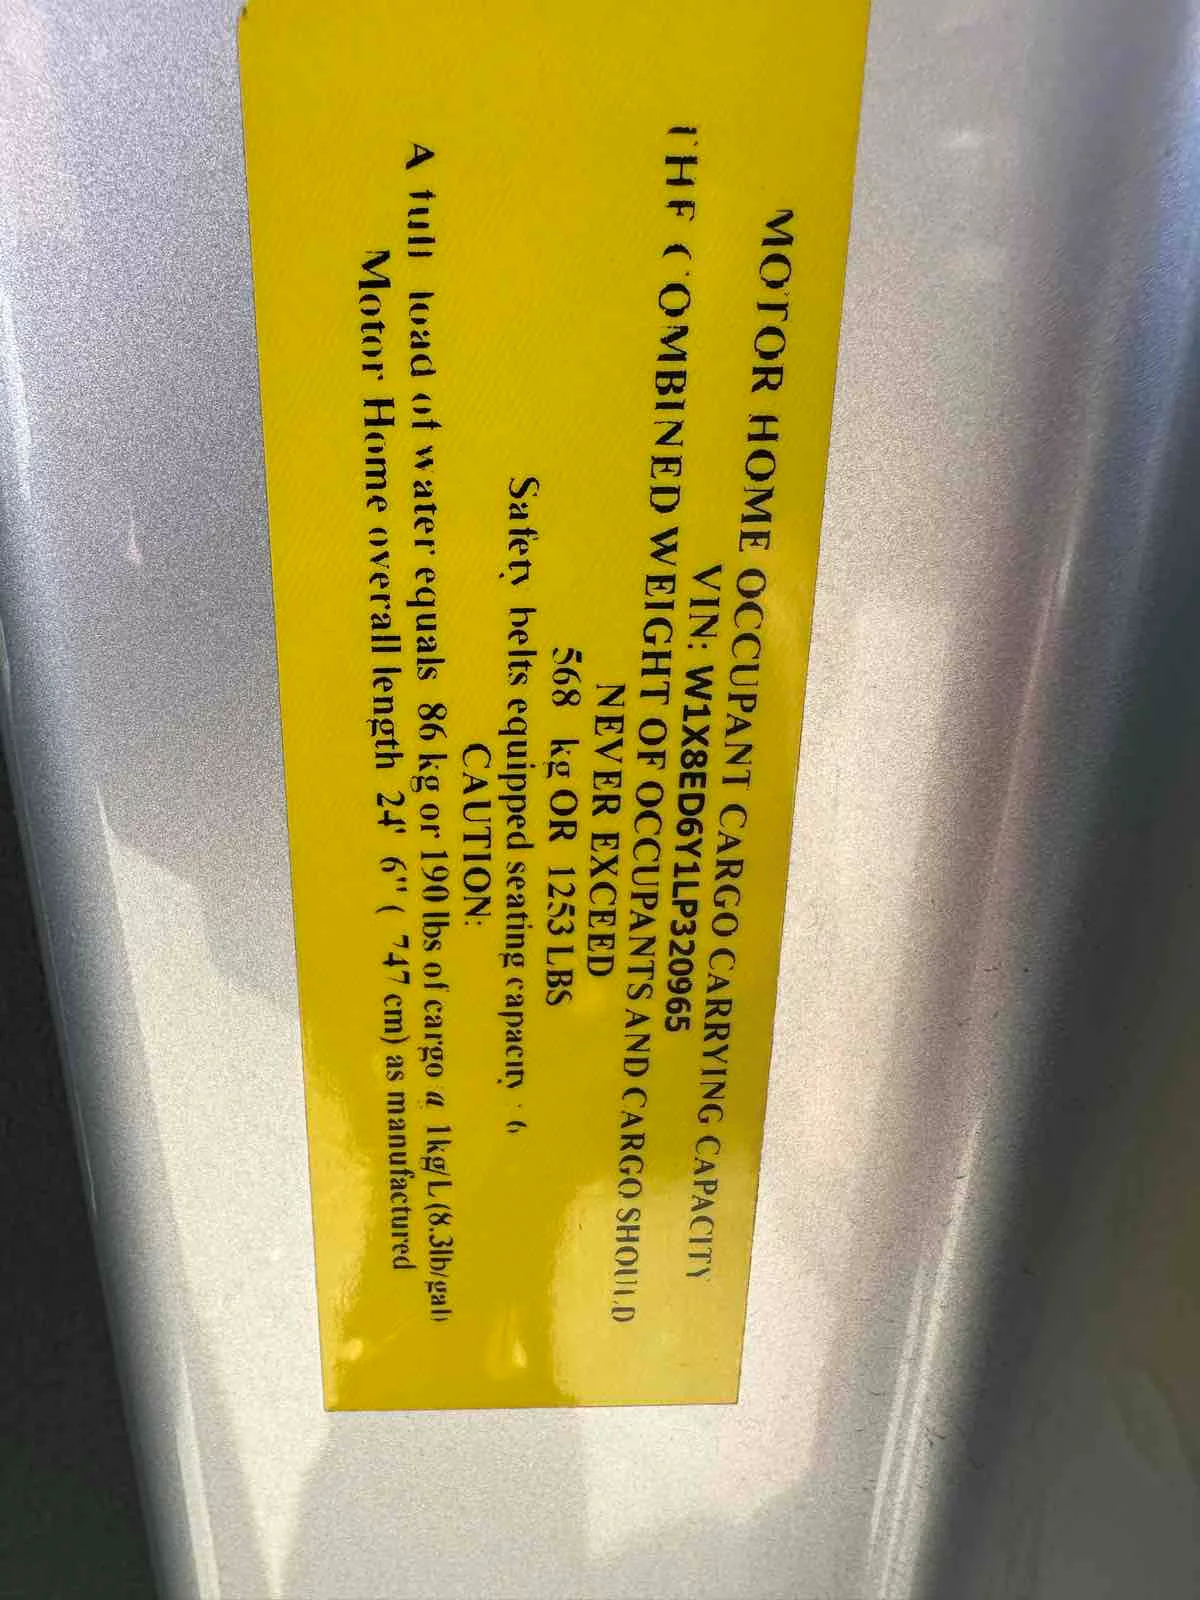 MOTOR HOME OCCUPANT CARGO CARRYING CAPACITY
VIN: W1X8ED6Y1LP320965
THE COMBINED WEIGHT OF OCCUPANTS AND CARGO SHOULD
NEVER EXCEED
568 kg OR 1253 LBS
Safety belts equipped seating capacity : 6
CAUTION:
A full load of water equals 86 kg or 190 lbs of cargo @ 1kg/L (8.3lb/gal)
Motor Home overall length 24' 6" ( 747 cm) as manufactured